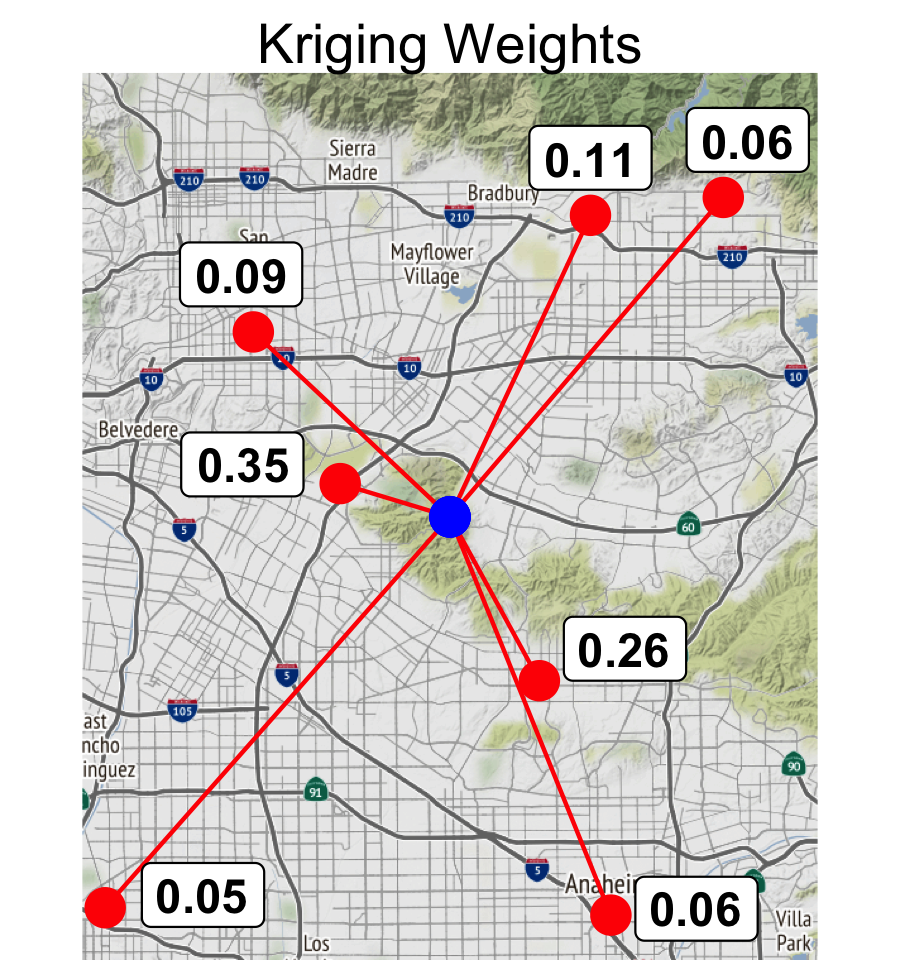 Kriging Weights
0.06
0.11
Sierra
Madre
210
210
Bradbury
210
San
Mayflower
Village
210
0.09
10
10
10
10
Belvedere
0.35
5
60
0.26
5
105
ast
ncho
inguez
90
91
5
Anahei
0.05
0.06
Villa
Park
Los